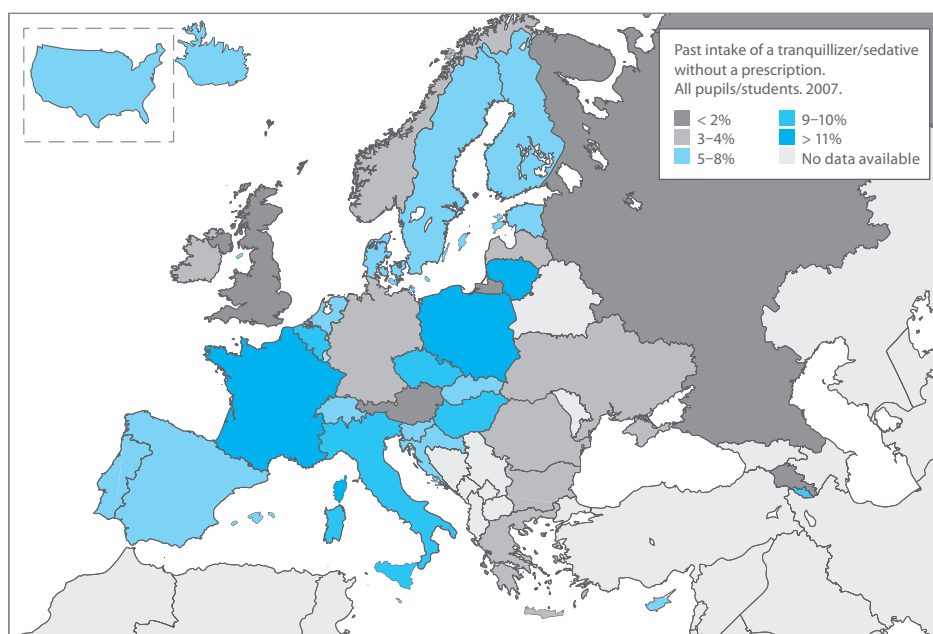 Past intake of a tranquillizer/sedative
without a prescription.
All pupils/students. 2007.
< 2%
3–4%
5–8%
9–10%
> 11%
No data available